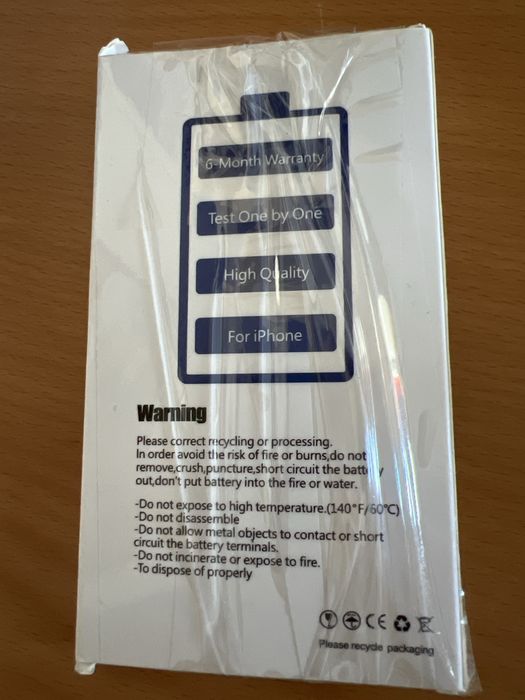 6-Month Warranty
Test One by One
High Quality
For iPhone
Warning
Please correct recycling or processing.
In order avoid the risk of fire or burns,do not
remove,crush,puncture,short circuit the battery
out,don't put battery into the fire or water.
-Do not expose to high temperature.(140°F/60℃)
-Do not disassemble
-Do not allow metal objects to contact or short
circuit the battery terminals.
-Do not incinerate or expose to fire.
-To dispose of properly
CE
Please recycle packaging